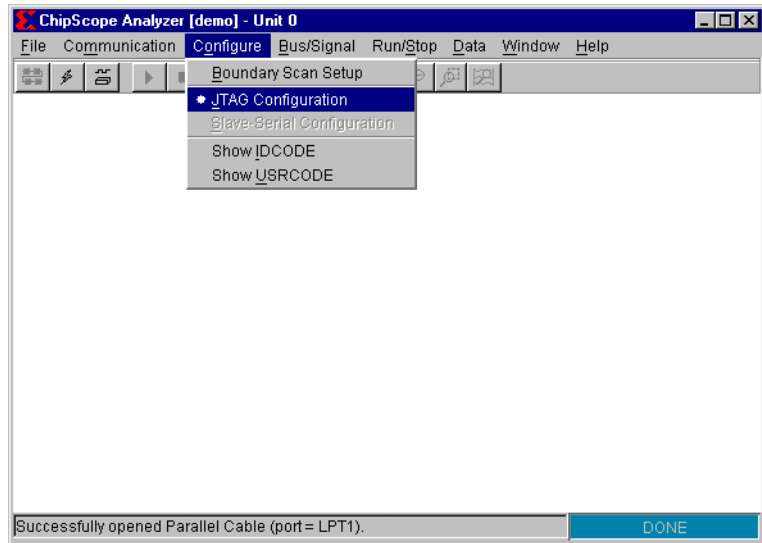 ChipScope Analyzer [demo] - Unit 0
File Communication Configure Bus/Signal Run/Stop Data Window Help
Boundary Scan Setup
JTAG Configuration
Slave-Serial Configuration
Show IDCODE
Show USRCODE
Successfully opened Parallel Cable (port = LPT1).
DONE